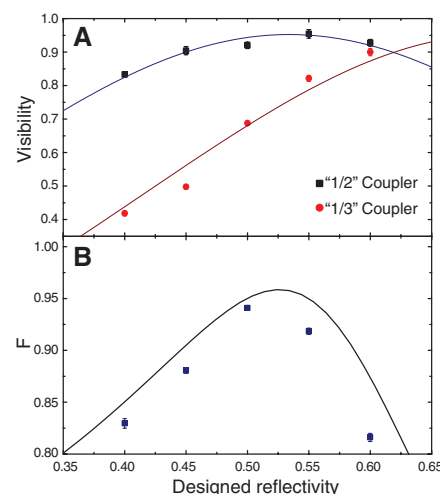 A
1.0
0.9
0.8
0.7
0.6
0.5
0.4
Visibility
"1/2" Coupler
"1/3" Coupler
B
1.00
0.95
0.90
0.85
0.80
F
0.35 0.40 0.45 0.50 0.55 0.60 0.65
Designed reflectivity